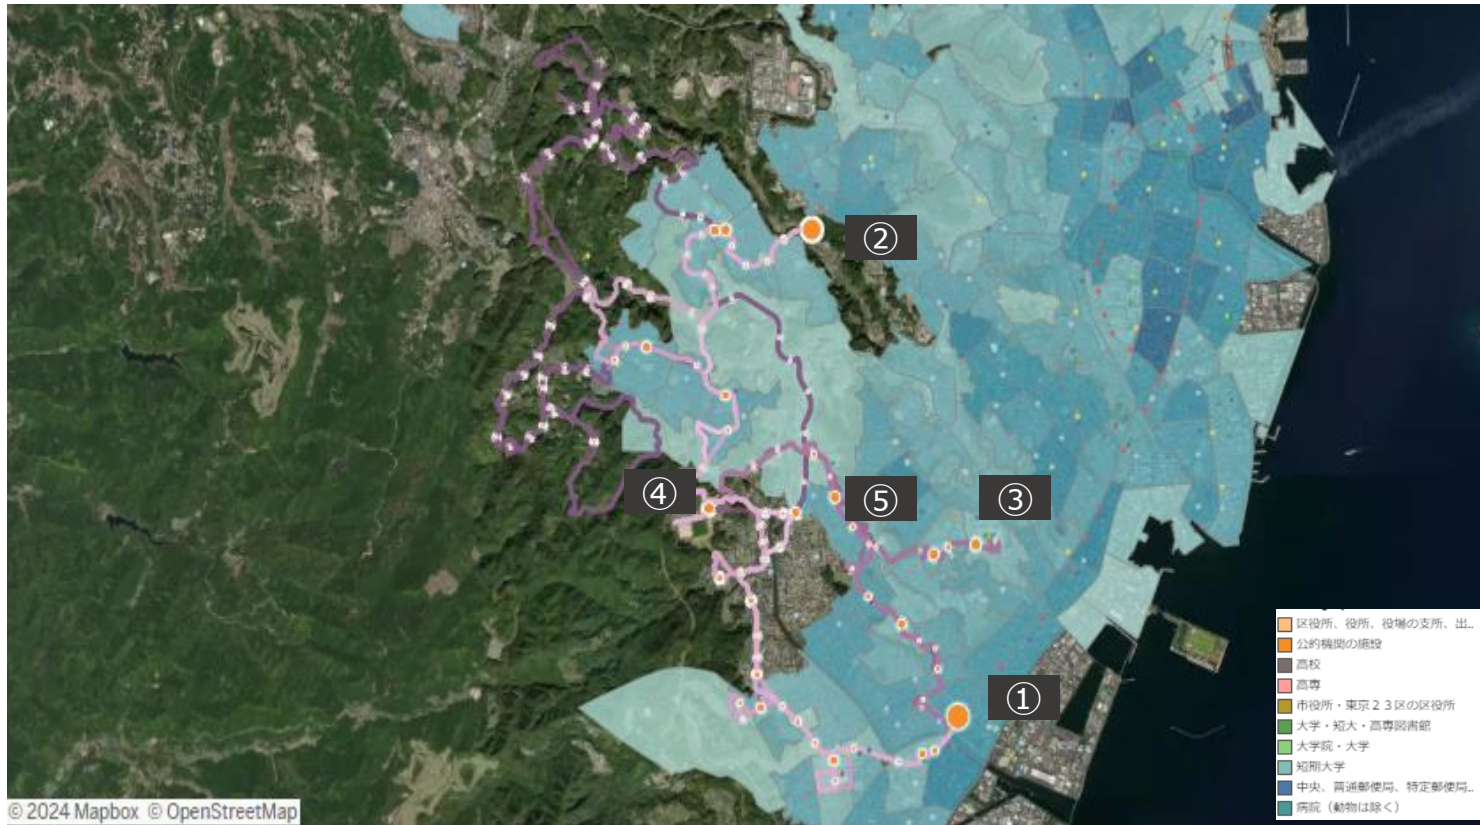 ②
④
⑤
③
①
区役所、役所、役場の支所、出..
公的機関の施設
高校
高専
市役所・東京２３区の区役所
大学・短大・高専図書館
大学院・大学
短期大学
中央、普通郵便局、特定郵便局..
病院（動物は除く）
© 2024 Mapbox © OpenStreetMap